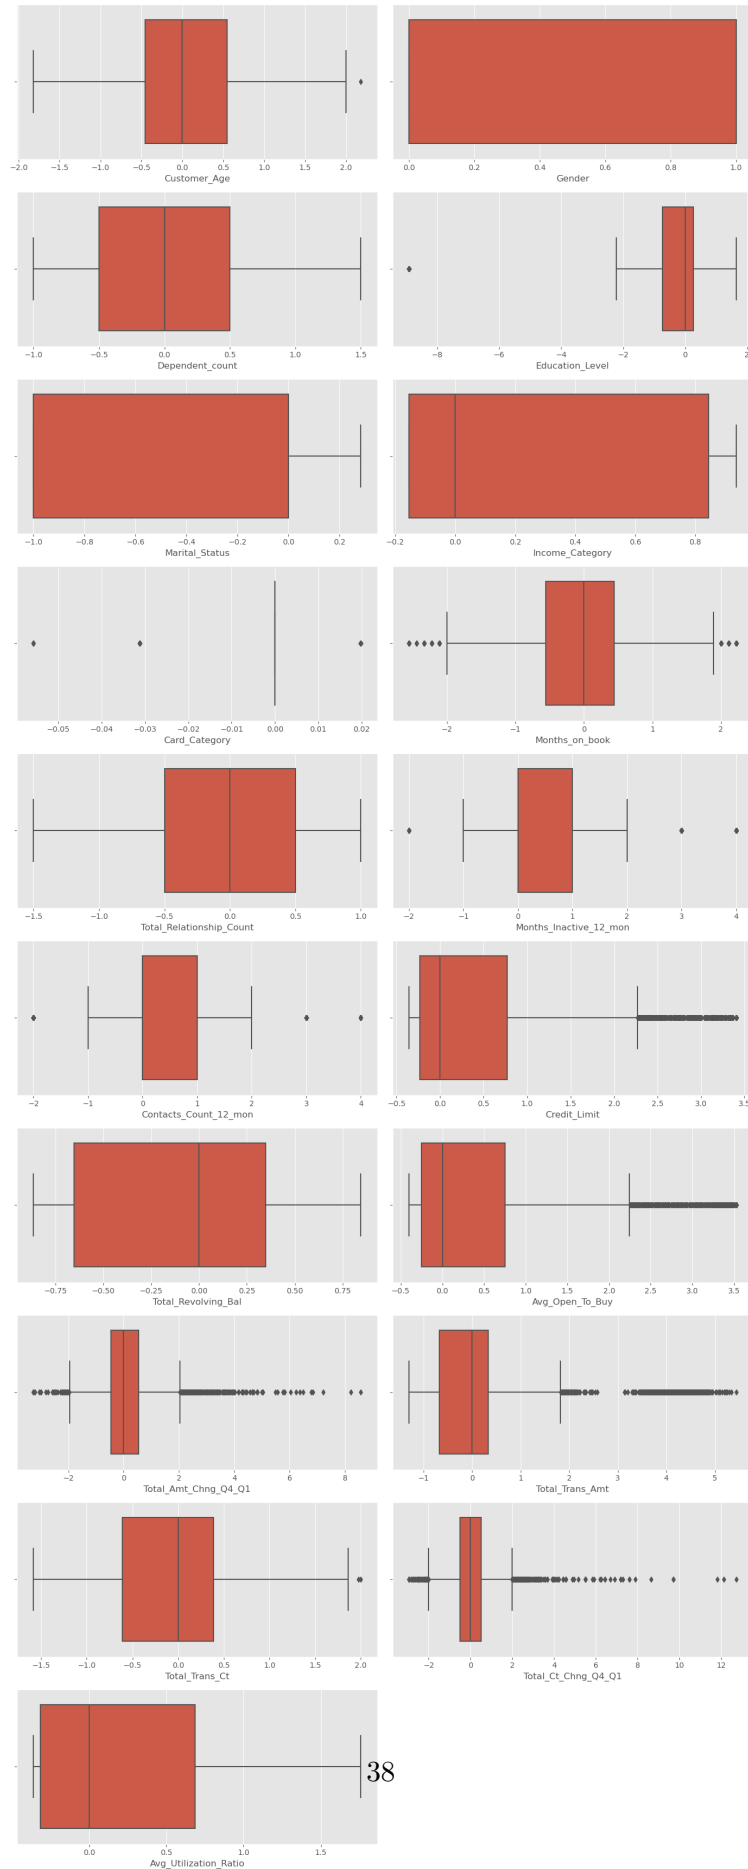 −2.0 −1.5 −1.0 −0.5 0.0 0.5 1.0 1.5 2.0
Customer_Age
0.0 0.2 0.4 0.6 0.8 1.0
Gender
−1.0 −0.5 0.0 0.5 1.0 1.5
Dependent_count
−8 −6 −4 −2 0 2
Education_Level
−1.0 −0.8 −0.6 −0.4 −0.2 0.0 0.2
Marital_Status
−0.2 0.0 0.2 0.4 0.6 0.8
Income_Category
−0.05 −0.04 −0.03 −0.02 −0.01 0.00 0.01 0.02
Card_Category
−2 −1 0 1 2
Months_on_book
−1.5 −1.0 −0.5 0.0 0.5 1.0
Total_Relationship_Count
−2 −1 0 1 2 3 4
Months_Inactive_12_mon
−2 −1 0 1 2 3 4
Contacts_Count_12_mon
−0.5 0.0 0.5 1.0 1.5 2.0 2.5 3.0 3.5
Credit_Limit
−0.75 −0.50 −0.25 0.00 0.25 0.50 0.75
Total_Revolving_Bal
−0.5 0.0 0.5 1.0 1.5 2.0 2.5 3.0 3.5
Avg_Open_To_Buy
−2 0 2 4 6 8
Total_Amt_Chng_Q4_Q1
−1 0 1 2 3 4 5
Total_Trans_Amt
−1.5 −1.0 −0.5 0.0 0.5 1.0 1.5 2.0
Total_Trans_Ct
−2 0 2 4 6 8 10 12
Total_Ct_Chng_Q4_Q1
38
0.0 0.5 1.0 1.5
Avg_Utilization_Ratio